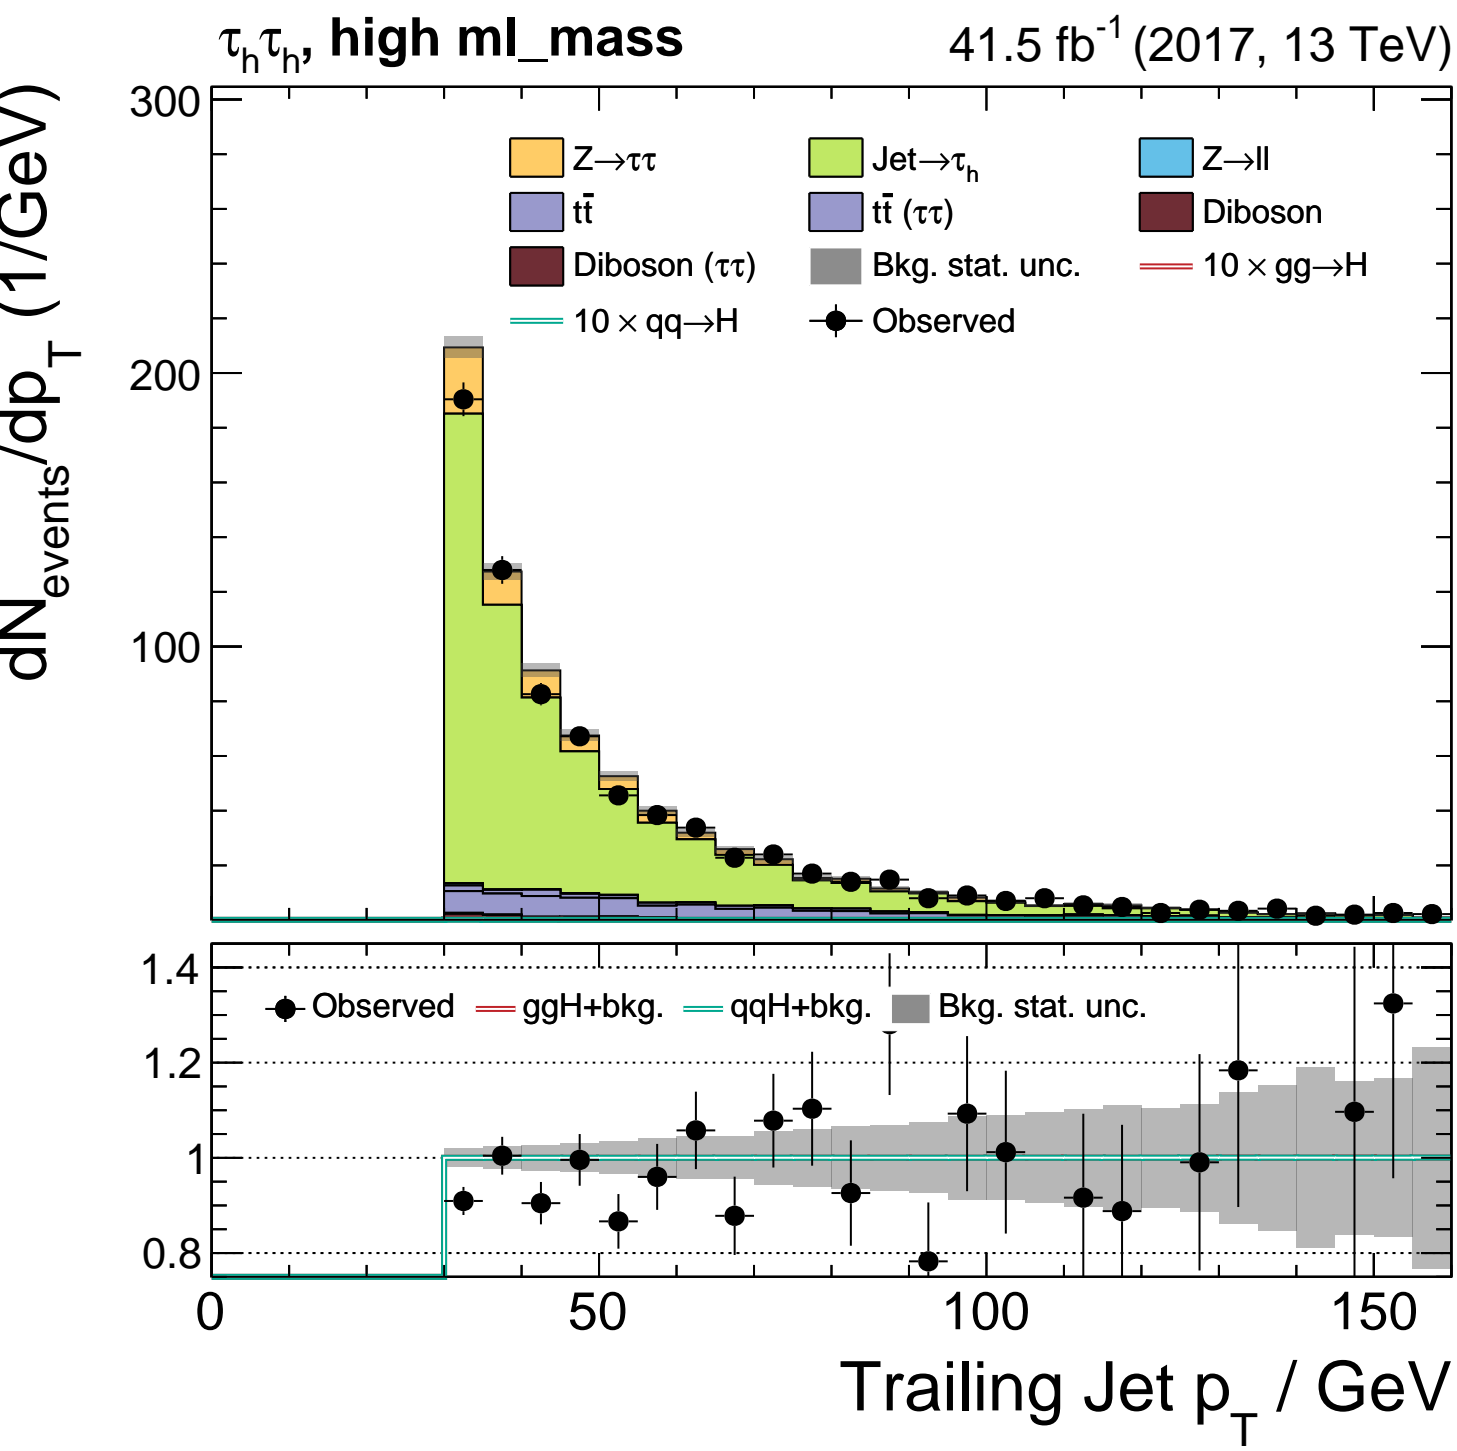 τhτh, high ml_mass 41.5 fb-1 (2017, 13 TeV)
dNevents/dpT (1/GeV)
300
200
100
Z→ττ Jet→τh Z→ll
tt̄ tt̄ (ττ) Diboson
Diboson (ττ) Bkg. stat. unc. 10 × gg→H
10 × qq→H Observed
1.4
1.2
1
0.8
Observed ggH+bkg. qqH+bkg. Bkg. stat. unc.
0 50 100 150
Trailing Jet pT / GeV